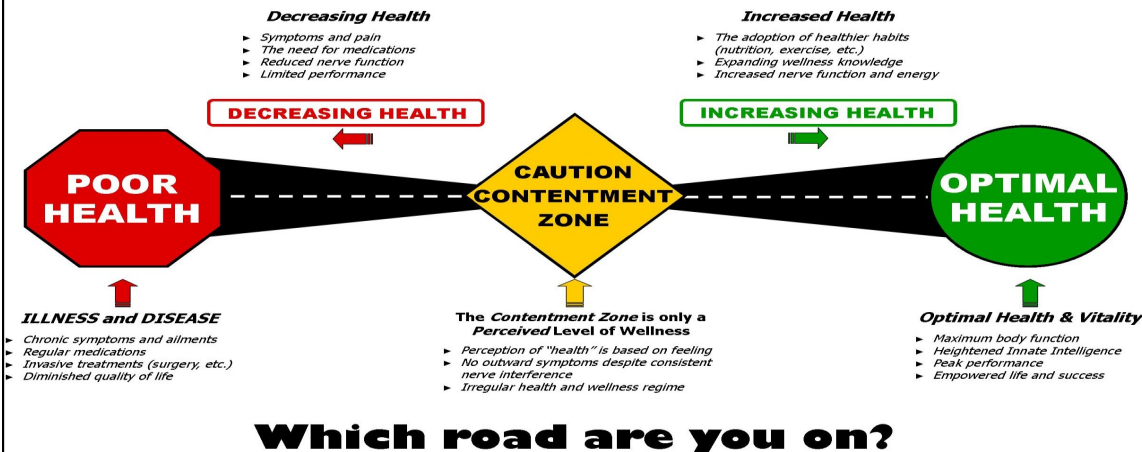 Decreasing Health
► Symptoms and pain
► The need for medications
► Reduced nerve function
► Limited performance
Increased Health
► The adoption of healthier habits
(nutrition, exercise, etc.)
► Expanding wellness knowledge
► Increased nerve function and energy
DECREASING HEALTH
INCREASING HEALTH
POOR
HEALTH
CAUTION
CONTENTMENT
ZONE
OPTIMAL
HEALTH
ILLNESS and DISEASE
► Chronic symptoms and ailments
► Regular medications
► Invasive treatments (surgery, etc.)
► Diminished quality of life
The Contentment Zone is only a
Perceived Level of Wellness
► Perception of “health” is based on feeling
► No outward symptoms despite consistent
nerve interference
► Irregular health and wellness regime
Optimal Health & Vitality
► Maximum body function
► Heightened Innate Intelligence
► Peak performance
► Empowered life and success
Which road are you on?